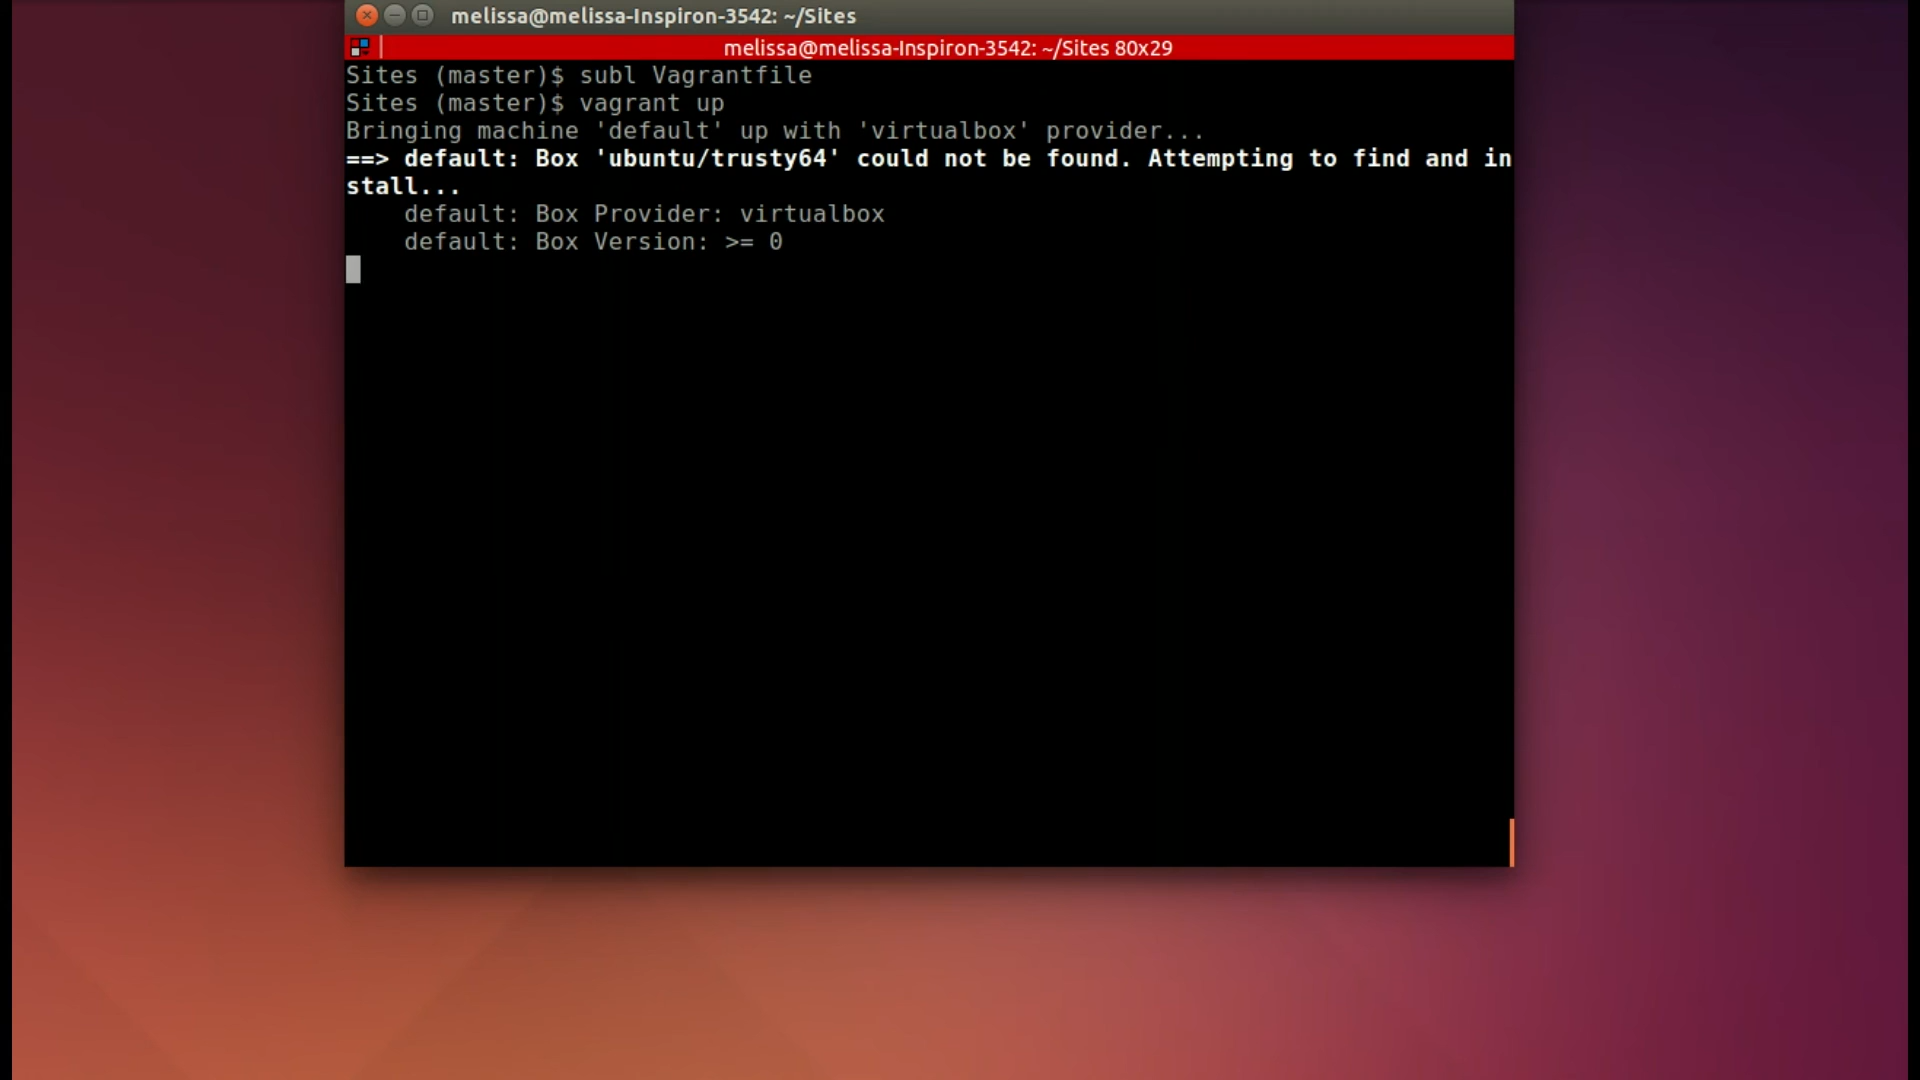 melissa@melissa-Inspiron-3542: ~/Sites
melissa@melissa-Inspiron-3542: ~/Sites 80x29
Sites (master)$ subl Vagrantfile
Sites (master)$ vagrant up
Bringing machine 'default' up with 'virtualbox' provider...
==> default: Box 'ubuntu/trusty64' could not be found. Attempting to find and in
stall...
default: Box Provider: virtualbox
default: Box Version: >= 0